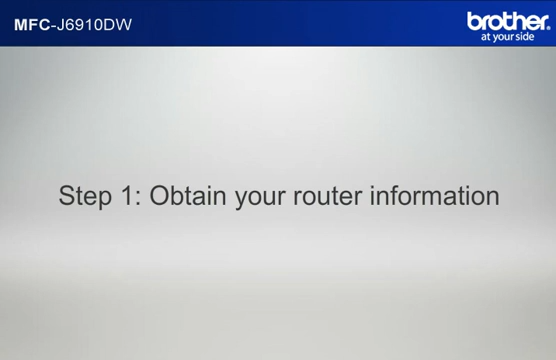 MFC-J6910DW
brother
at your side
Step 1: Obtain your router information